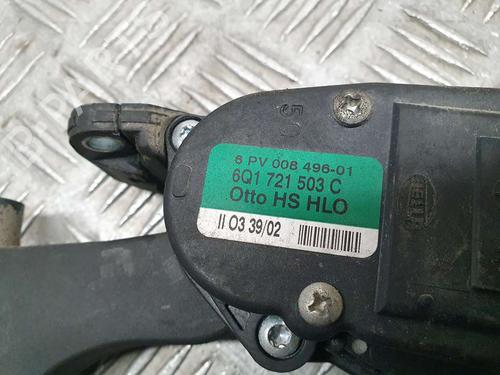 6 PV 008 496-01
6Q1 721 503 C
Otto HS HLO
II 03 39/02